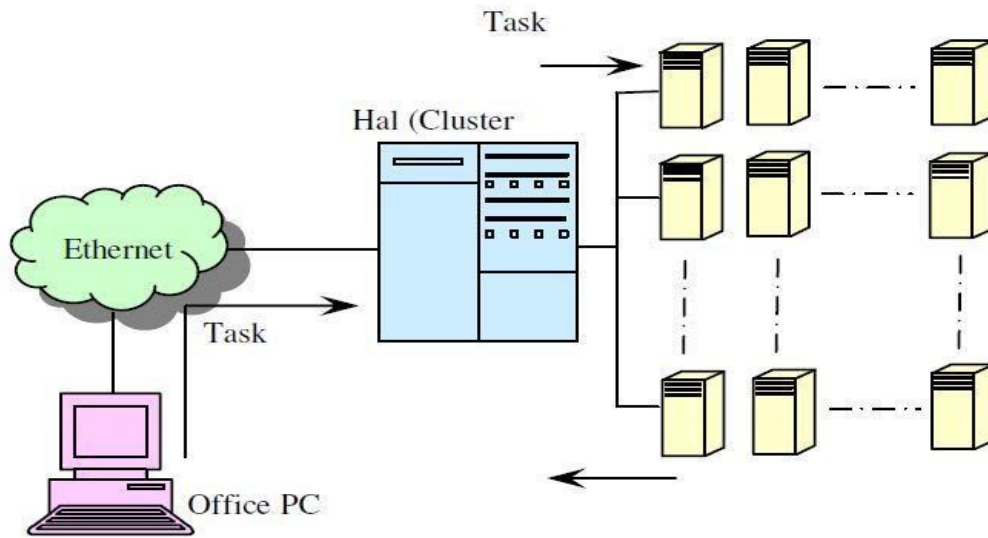 Task
Hal (Cluster
Ethernet
Task
Office PC